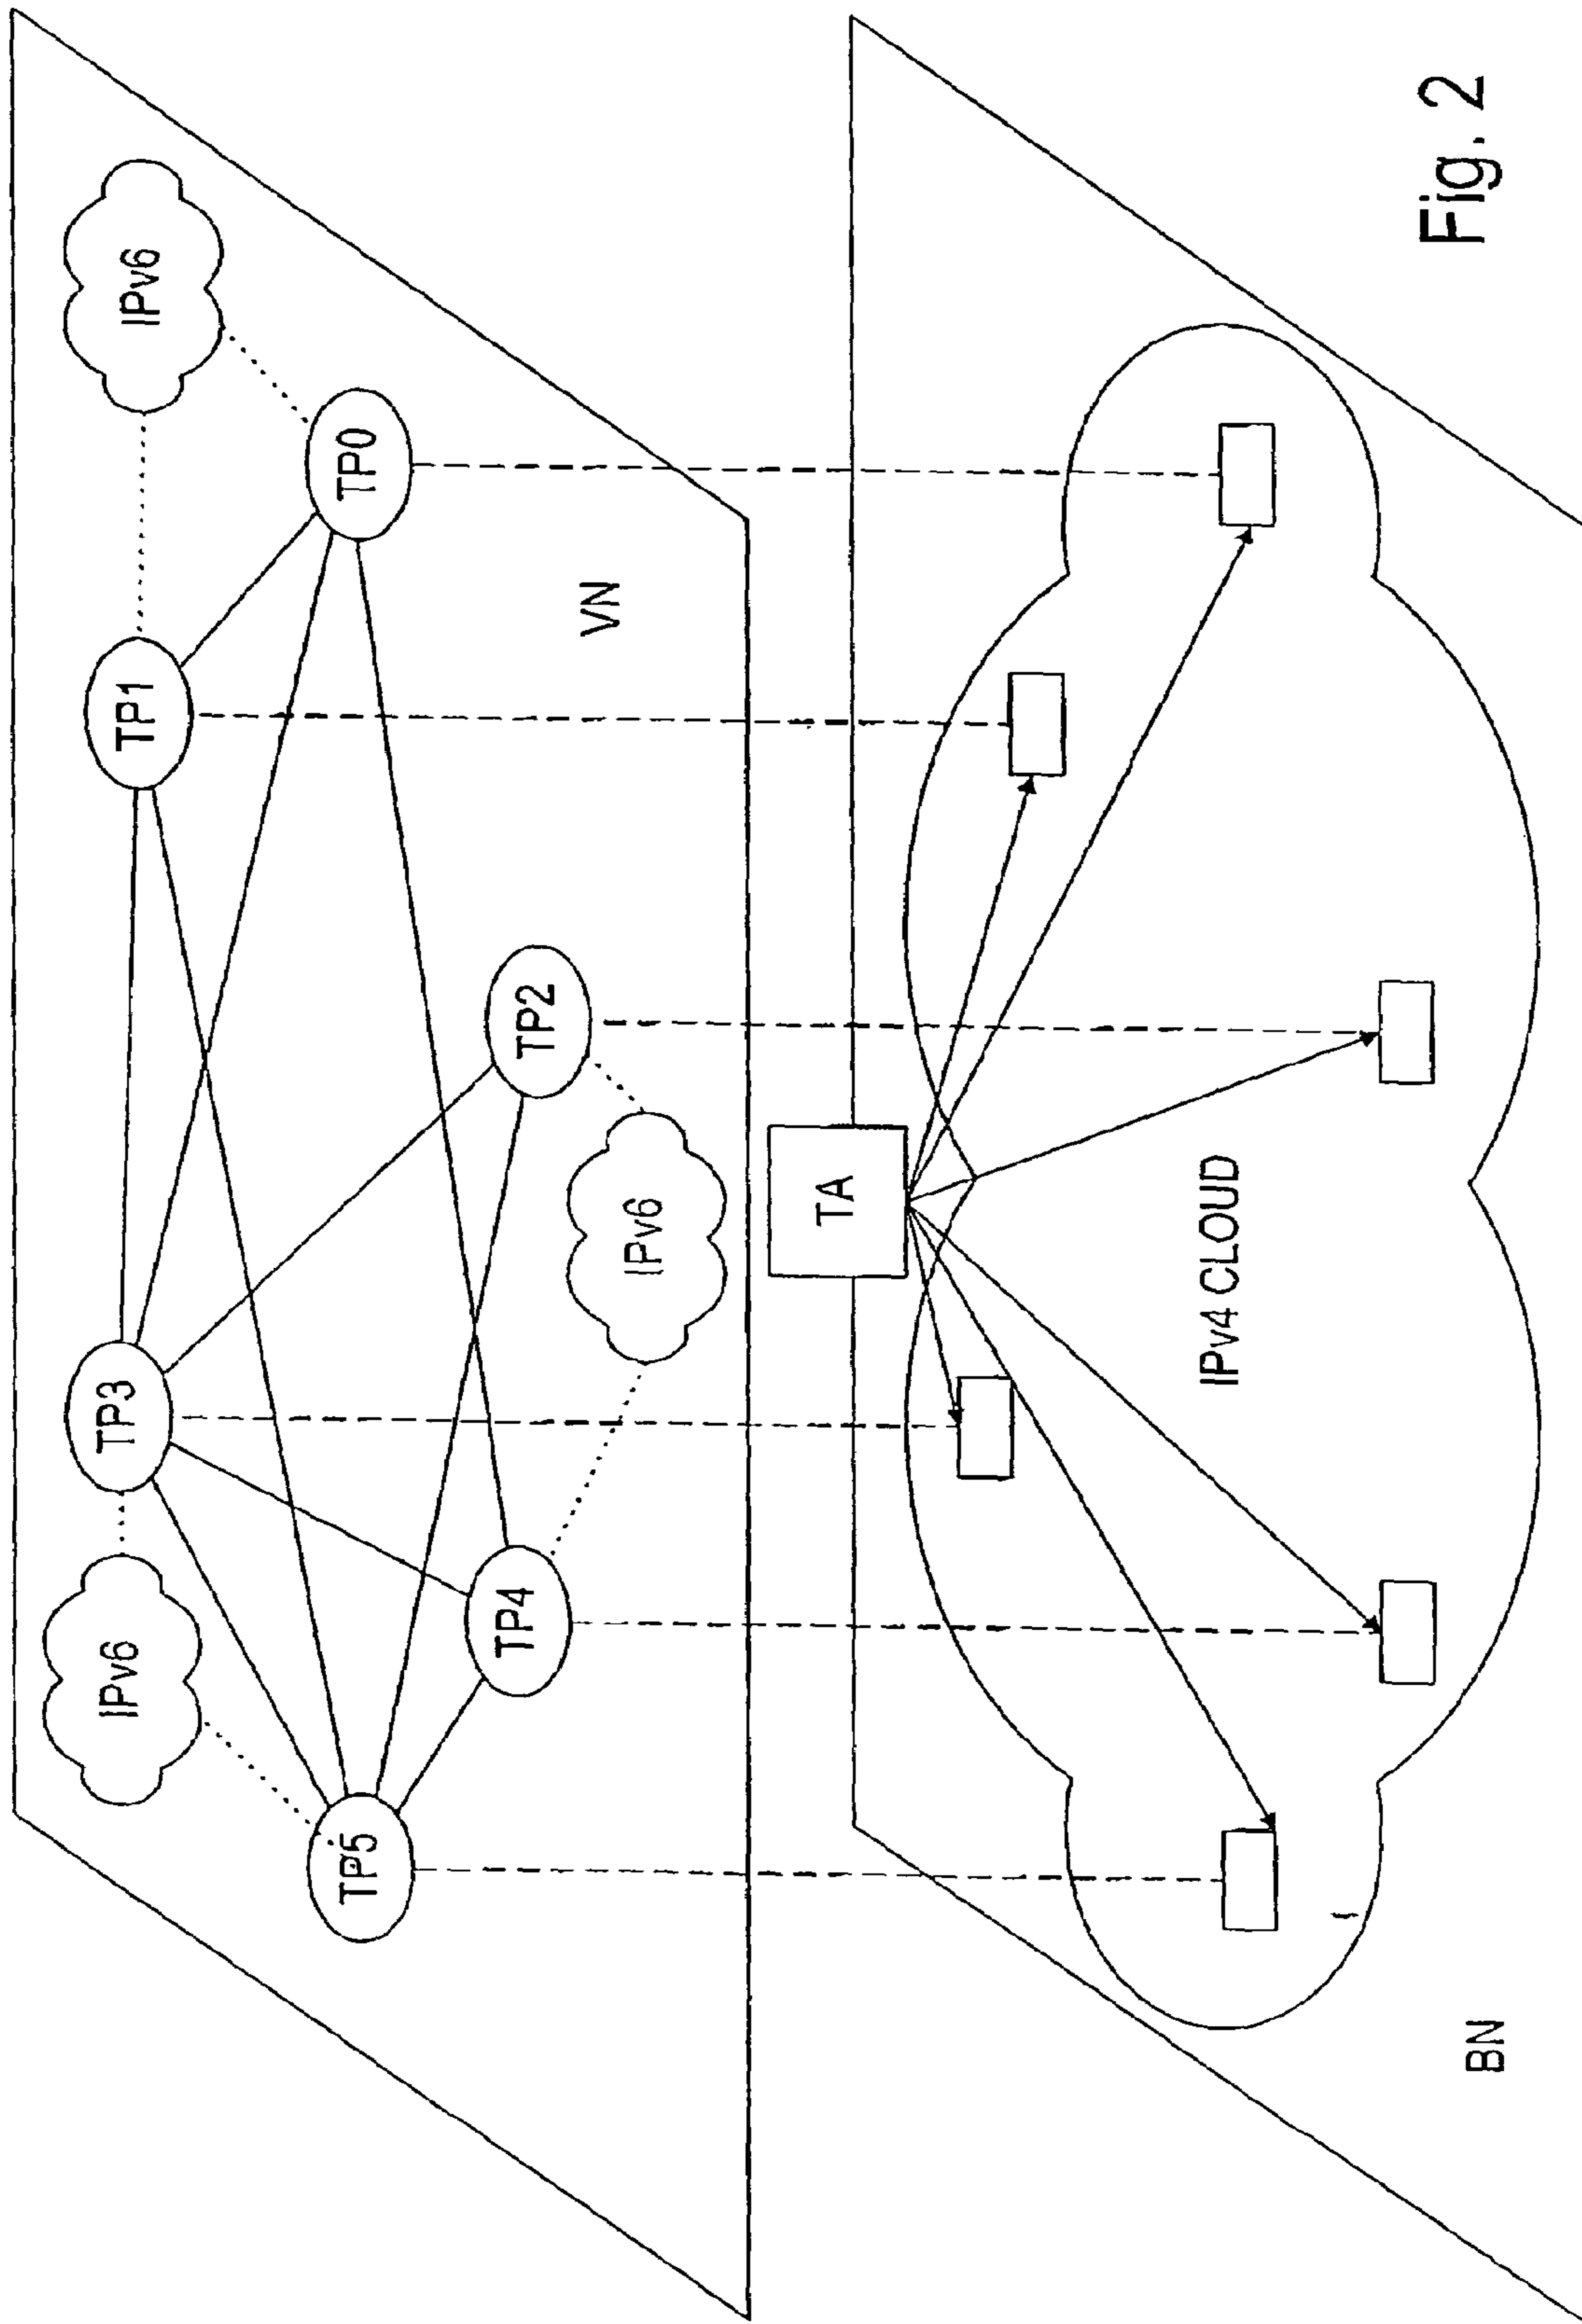 IPv6
TP3
TP1
IPv6
TP5
TP0
TP4
TP2
VN
IPv6
TA
IPv4 CLOUD
BN
Fig. 2